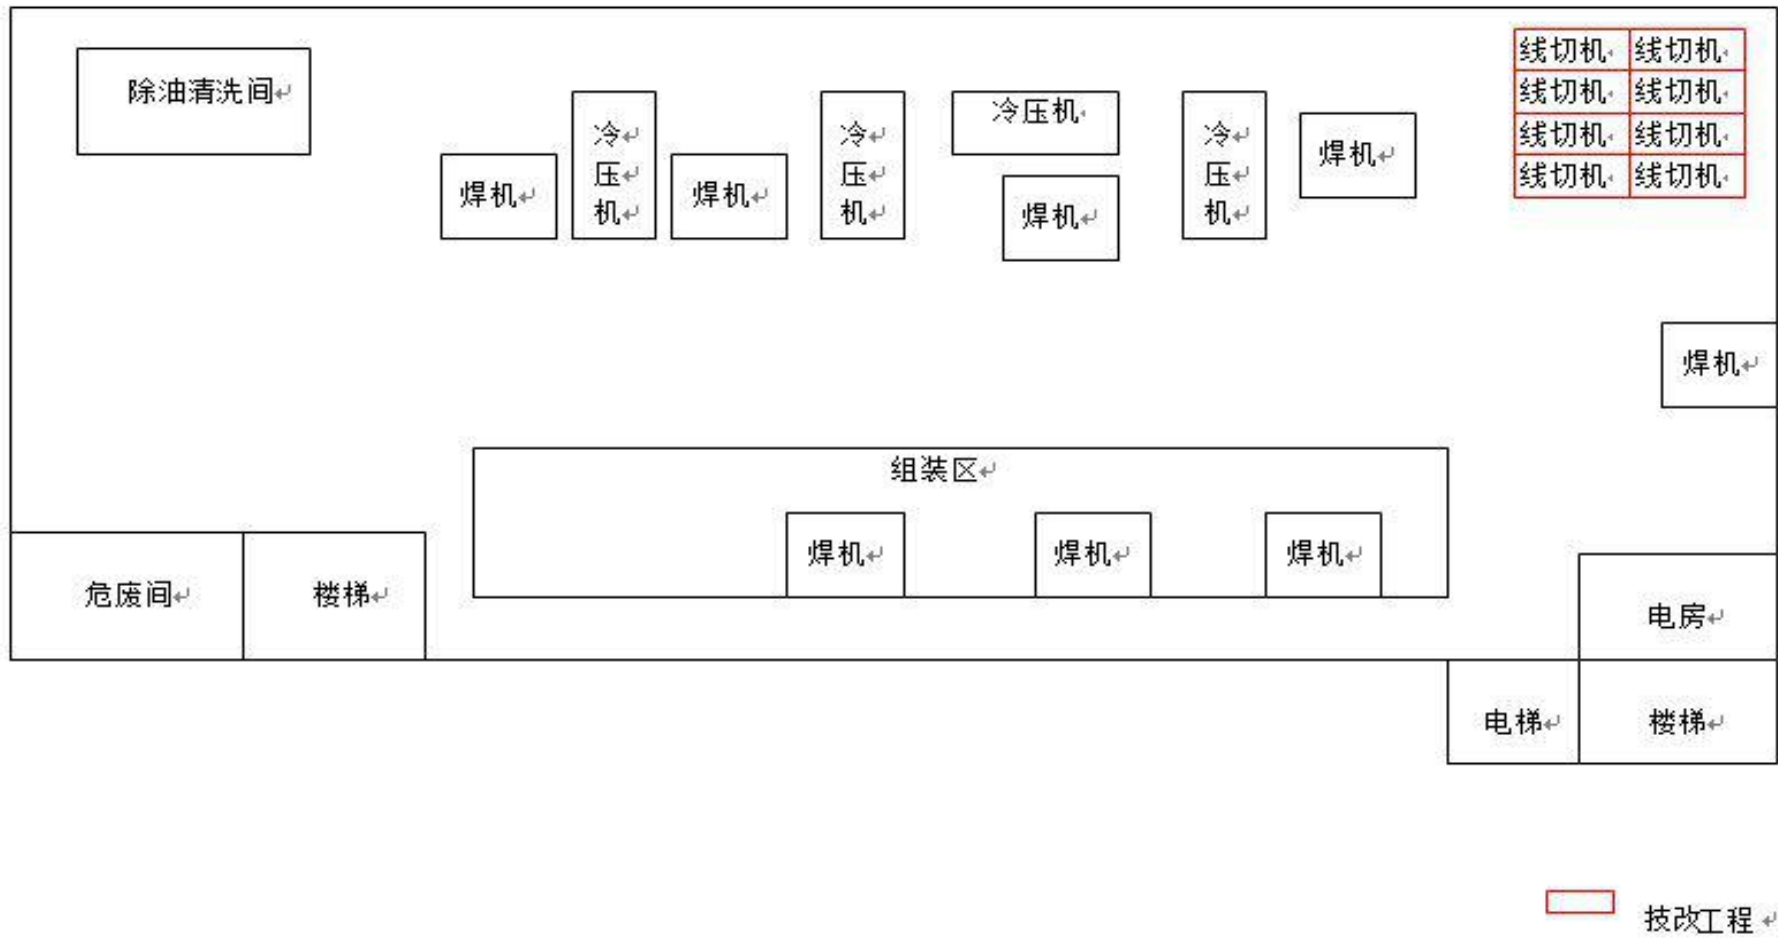 线切机 线切机
除油清洗间
线切机 线切机
冷压机
冷
压
机
冷
压
机
冷
压
机
线切机 线切机
焊机
线切机 线切机
焊机
焊机
焊机
焊机
组装区
焊机
焊机
焊机
危废间
楼梯
电房
电梯
楼梯
技改工程